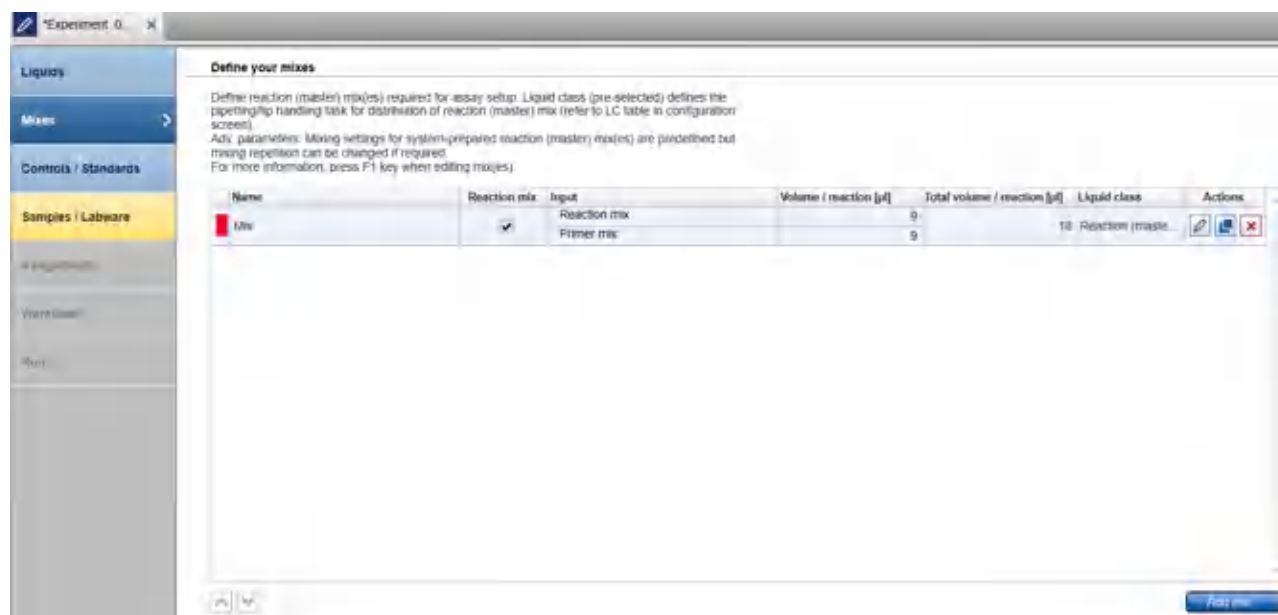 *Experiment 0...
Liquids
Mixes
Controls / Standards
Samples / Labware
Assignments
Worktable
Run
Define your mixes
Define reaction (master) mix(es) required for assay setup. Liquid class (pre-selected) defines the
pipetting/tip handling task for distribution of reaction (master) mix (refer to LC table in configuration
screen).
Adv. parameters: Mixing settings for system-prepared reaction (master) mix(es) are predefined but
mixing repetition can be changed if required.
For more information, press F1 key when editing mix(es).
Name Reaction mix Input Volume / reaction [µl] Total volume / reaction [µl] Liquid class Actions
Mix Reaction mix 9 18 Reaction (maste...
Primer mix 9
Add mix